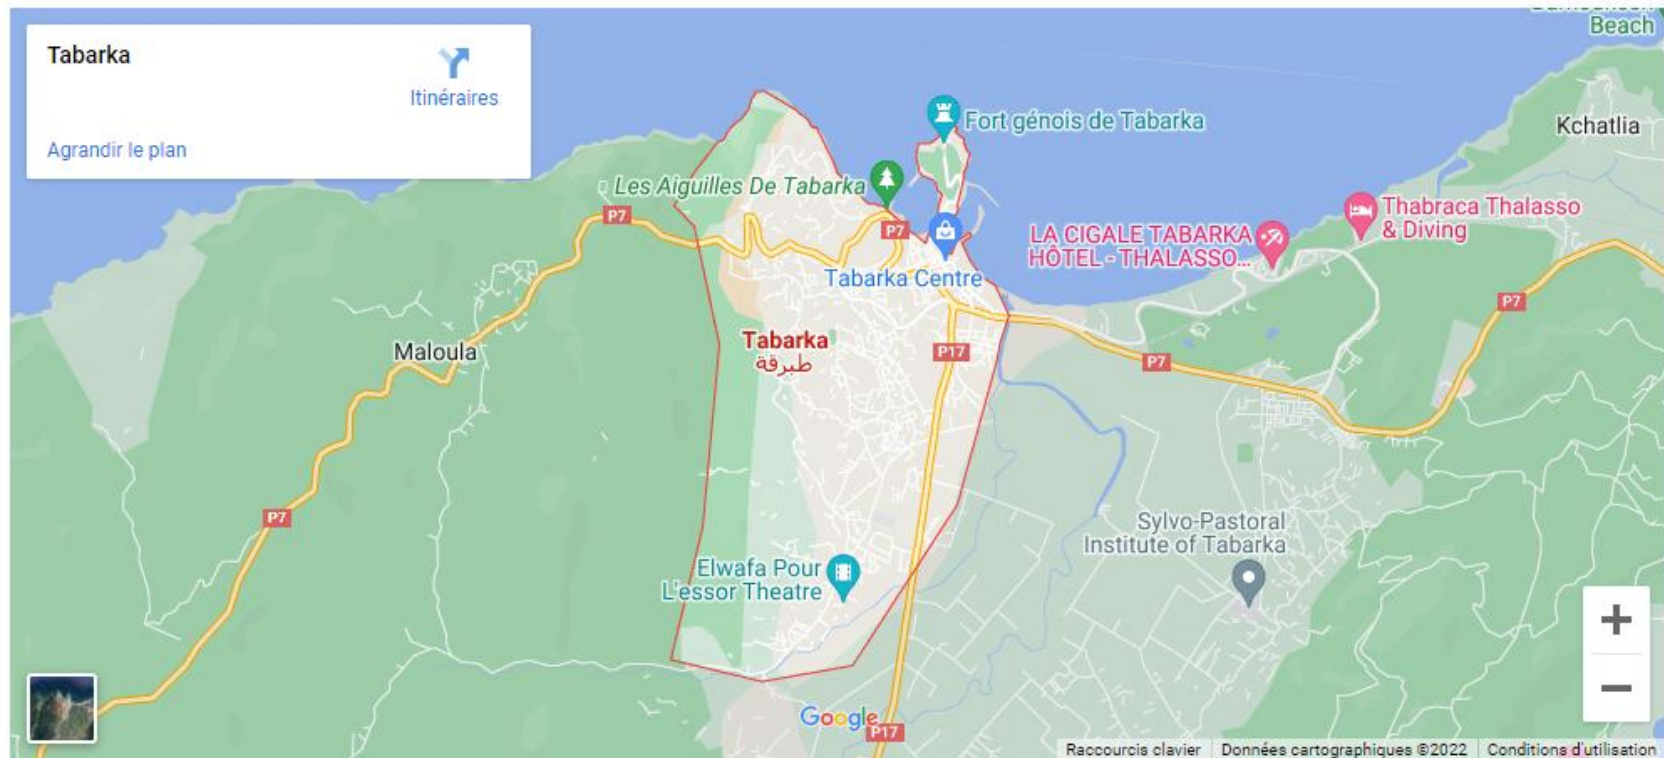 Tabarka
Itinéraires
Agrandir le plan
Beach
Kchatlia
Fort génois de Tabarka
Les Aiguilles De Tabarka
P7
P7
Thabraca Thalasso
& Diving
LA CIGALE TABARKA
HÔTEL - THALASSO...
Tabarka Centre
P7
Tabarka
طبرقة
Maloula
P17
P7
P7
Sylvo-Pastoral
Institute of Tabarka
Elwafa Pour
L'essor Theatre
Google
P17
Raccourcis clavier
Données cartographiques ©2022
Conditions d'utilisation